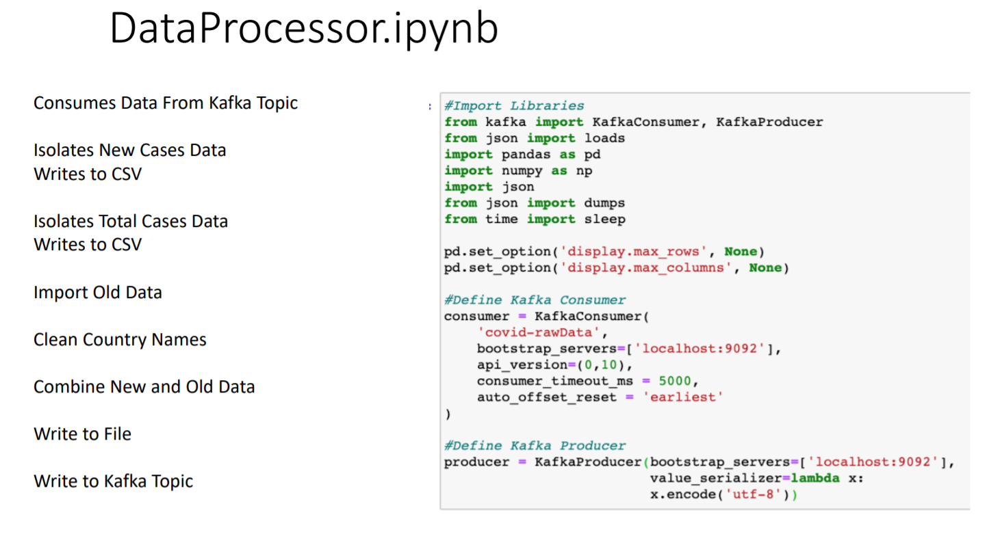 DataProcessor.ipynb
Consumes Data From Kafka Topic
Isolates New Cases Data
Writes to CSV
Isolates Total Cases Data
Writes to CSV
Import Old Data
Clean Country Names
Combine New and Old Data
Write to File
Write to Kafka Topic
:
#Import Libraries
from kafka import KafkaConsumer, KafkaProducer
from json import loads
import pandas as pd
import numpy as np
import json
from json import dumps
from time import sleep
pd.set_option('display.max_rows', None)
pd.set_option('display.max_columns', None)
#Define Kafka Consumer
consumer = KafkaConsumer(
    'covid-rawData',
    bootstrap_servers=['localhost:9092'],
    api_version=(0,10),
    consumer_timeout_ms = 5000,
    auto_offset_reset = 'earliest'
)
#Define Kafka Producer
producer = KafkaProducer(bootstrap_servers=['localhost:9092'],
                         value_serializer=lambda x:
                         x.encode('utf-8'))